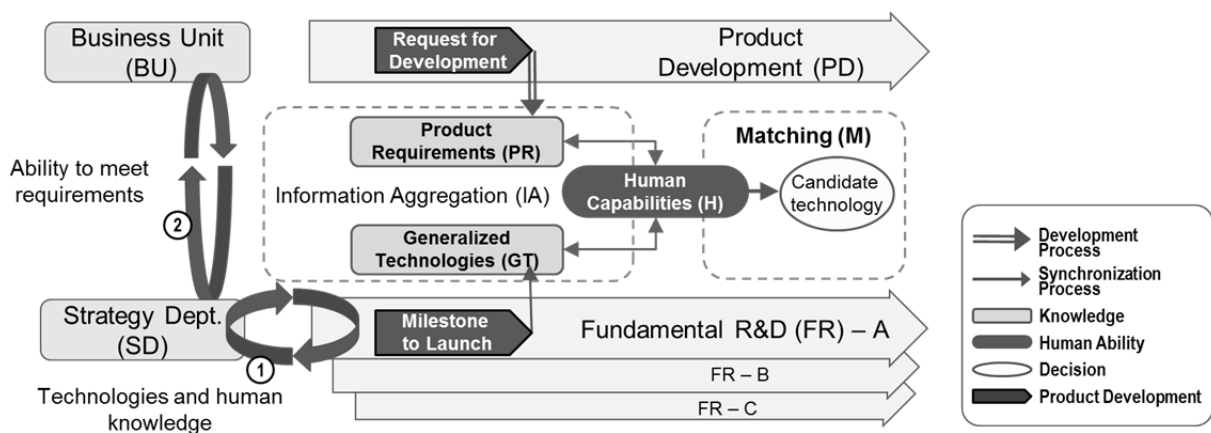 Business Unit
(BU)
Request for
Development
Product
Development (PD)
Ability to meet
requirements
2
Product
Requirements (PR)
Information Aggregation (IA)
Generalized
Technologies (GT)
Human
Capabilities (H)
Matching (M)
Candidate
technology
Strategy Dept.
(SD)
1
Technologies and human
knowledge
Milestone
to Launch
Fundamental R&D (FR) – A
FR – B
FR – C
Development
Process
Synchronization
Process
Knowledge
Human Ability
Decision
Product Development